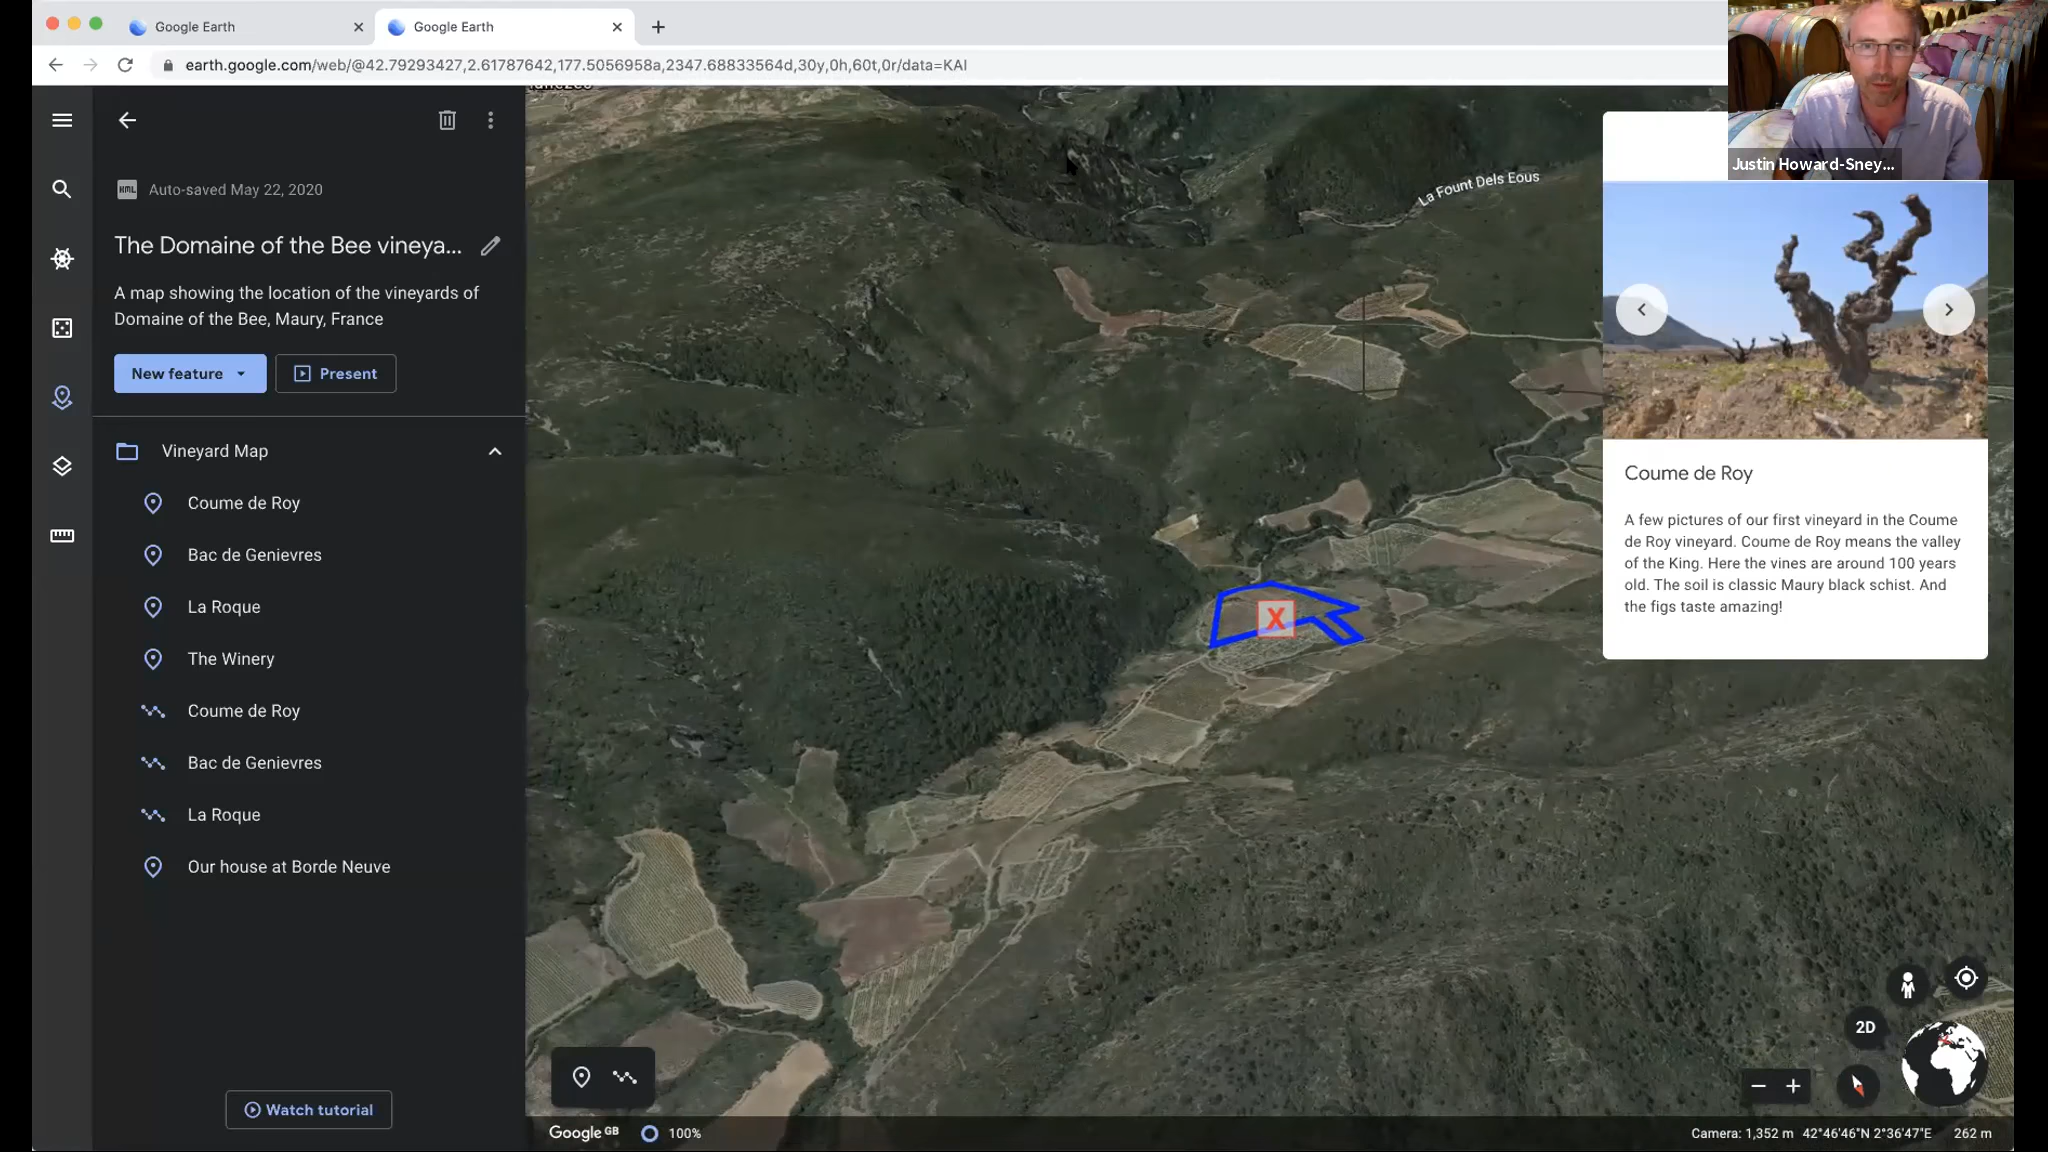 Google Earth
Google Earth
earth.google.com/web/@42.79293427,2.61787642,177.5056958a,2347.68833564d,30y,0h,60t,0r/data=KAI
Justin Howard-Sney...
KML
Auto-saved May 22, 2020
The Domaine of the Bee vineya...
A map showing the location of the vineyards of
Domaine of the Bee, Maury, France
New feature
Present
Vineyard Map
Coume de Roy
Bac de Genievres
La Roque
The Winery
Coume de Roy
Bac de Genievres
La Roque
Our house at Borde Neuve
Watch tutorial
La Fount Dels Eous
X
Coume de Roy
A few pictures of our first vineyard in the Coume
de Roy vineyard. Coume de Roy means the valley
of the King. Here the vines are around 100 years
old. The soil is classic Maury black schist. And
the figs taste amazing!
2D
Google GB
100%
Camera: 1,352 m 42°46'46"N 2°36'47"E 262 m